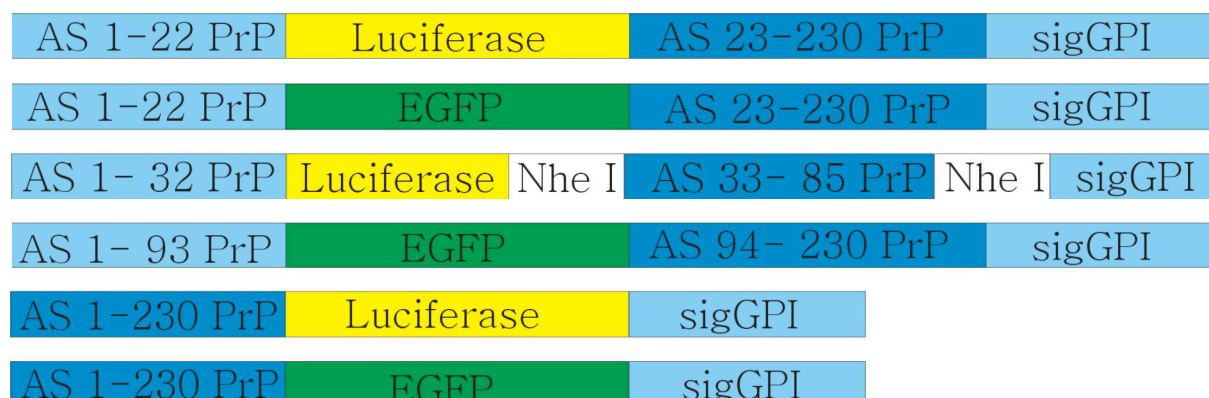 AS 1-22 PrP Luciferase AS 23-230 PrP sigGPI
AS 1-22 PrP EGFP AS 23-230 PrP sigGPI
AS 1- 32 PrP Luciferase Nhe I AS 33- 85 PrP Nhe I sigGPI
AS 1- 93 PrP EGFP AS 94- 230 PrP sigGPI
AS 1-230 PrP Luciferase sigGPI
AS 1-230 PrP EGFP sigGPI